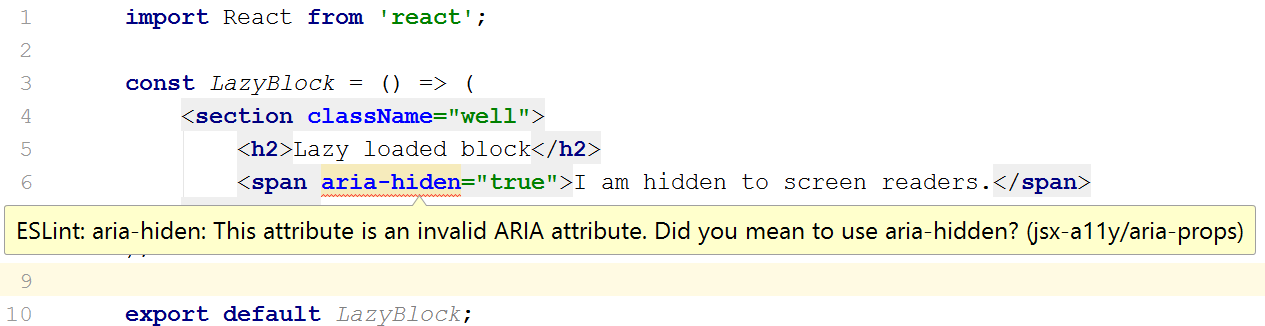 1 import React from 'react';
2
3 const LazyBlock = () => (
4 <section className="well">
5 <h2>Lazy loaded block</h2>
6 <span aria-hiden="true">I am hidden to screen readers.</span>
ESLint: aria-hiden: This attribute is an invalid ARIA attribute. Did you mean to use aria-hidden? (jsx-a11y/aria-props)
9
10 export default LazyBlock;